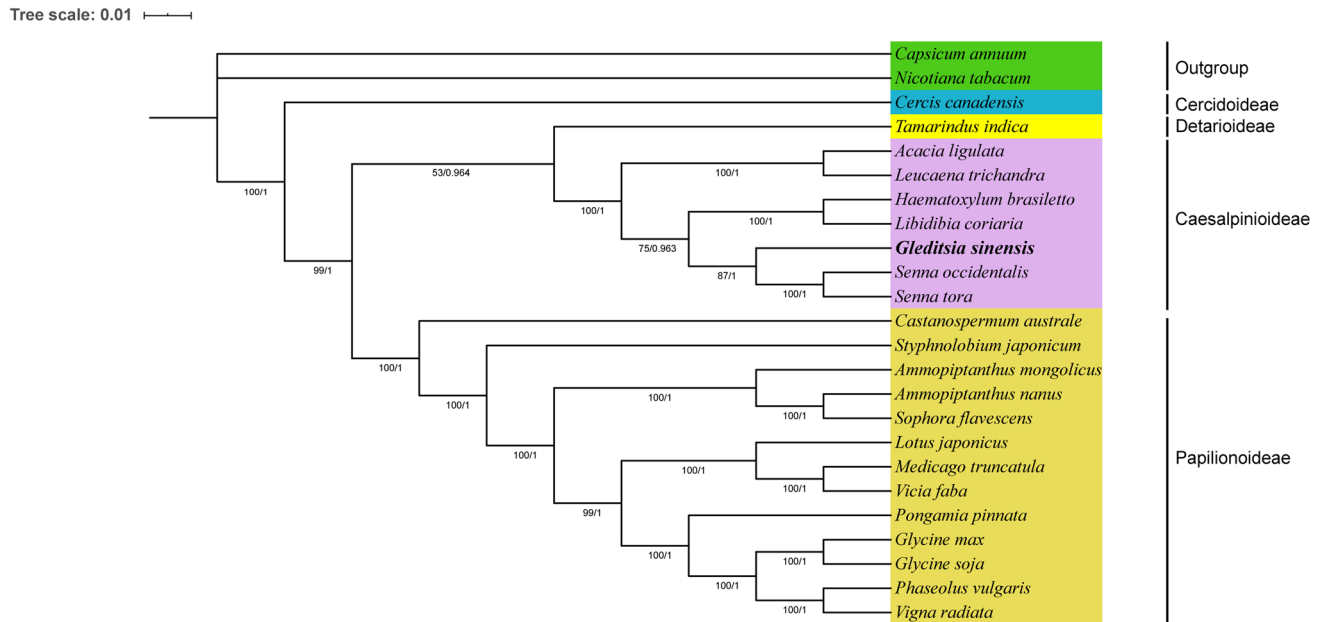 Tree scale: 0.01
Capsicum annuum
Nicotiana tabacum
Outgroup
Cercis canadensis
Cercidoideae
Tamarindus indica
Detarioideae
53/0.964
100/1
Acacia ligulata
Leucaena trichandra
100/1
Haematoxylum brasiletto
Libidibia coriaria
100/1
100/1
75/0.963
Gleditsia sinensis
87/1
Senna occidentalis
Senna tora
100/1
Caesalpinioideae
99/1
Castanospermum australe
100/1
Styphnolobium japonicum
100/1
Ammopiptanthus mongolicus
100/1
Ammopiptanthus nanus
Sophora flavescens
100/1
100/1
Lotus japonicus
100/1
Medicago truncatula
Vicia faba
100/1
99/1
Pongamia pinnata
100/1
Glycine max
Glycine soja
100/1
100/1
Phaseolus vulgaris
Vigna radiata
100/1
Papilionoideae